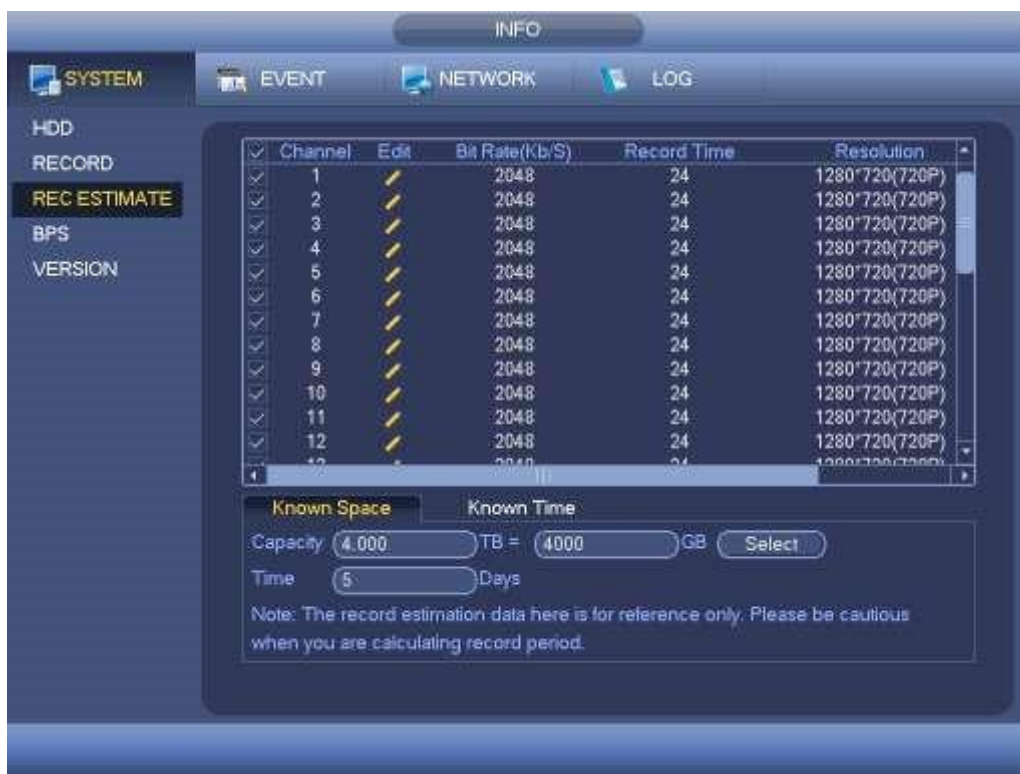 INFO
SYSTEM EVENT NETWORK LOG
HDD
RECORD
REC ESTIMATE
BPS
VERSION
Channel Edit Bit Rate(Kb/S) Record Time Resolution
1 2048 24 1280*720(720P)
2 2048 24 1280*720(720P)
3 2048 24 1280*720(720P)
4 2048 24 1280*720(720P)
5 2048 24 1280*720(720P)
6 2048 24 1280*720(720P)
7 2048 24 1280*720(720P)
8 2048 24 1280*720(720P)
9 2048 24 1280*720(720P)
10 2048 24 1280*720(720P)
11 2048 24 1280*720(720P)
12 2048 24 1280*720(720P)
Known Space Known Time
Capacity 4.000 TB = 4000 GB Select
Time 5 Days
Note: The record estimation data here is for reference only. Please be cautious
when you are calculating record period.